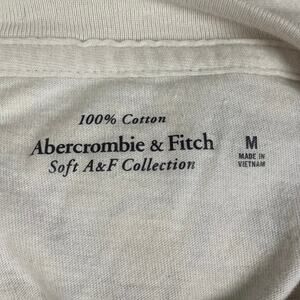 100% Cotton
Abercrombie & Fitch
Soft A&F Collection
M
MADE IN
VIETNAM